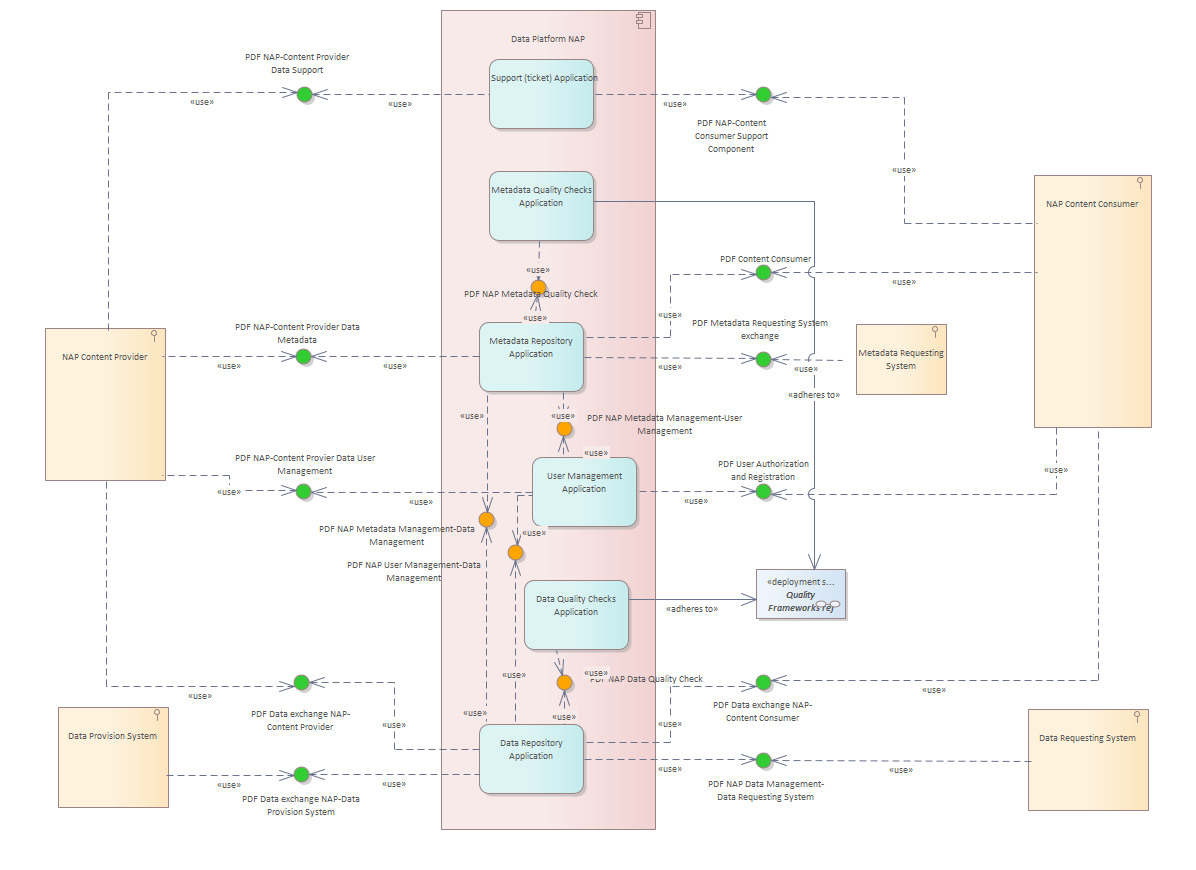 Data Platform NAP
PDF NAP-Content Provider
Data Support
Support (ticket) Application
«use»
«use»
«use»
PDF NAP-Content
Consumer Support
Component
«use»
Metadata Quality Checks
Application
NAP Content Consumer
«use»
PDF Content Consumer
«use»
PDF NAP Metadata Quality Check
«use»
«use»
PDF NAP-Content Provider Data
Metadata
PDF Metadata Requesting System
exchange
NAP Content Provider
Metadata Repository
Application
Metadata Requesting
System
«use»
«use»
«use»
«use»
«adheres to»
«use»
«use»
PDF NAP Metadata Management-User
Management
«use»
PDF NAP-Content Provier Data User
Management
PDF User Authorization
and Registration
«use»
User Management
Application
«use»
«use»
«use»
PDF NAP Metadata Management-Data
Management
«use»
PDF NAP User Management-Data
Management
«deployment s...
Quality
Frameworks ref
Data Quality Checks
Application
«adheres to»
«use»
«use»
PDF NAP Data Quality Check
«use»
«use»
PDF Data exchange NAP-
Content Provider
«use»
«use»
«use»
«use»
PDF Data exchange NAP-
Content Consumer
Data Provision System
Data Repository
Application
Data Requesting System
«use»
«use»
«use»
«use»
PDF Data exchange NAP-Data
Provision System
PDF NAP Data Management-
Data Requesting System